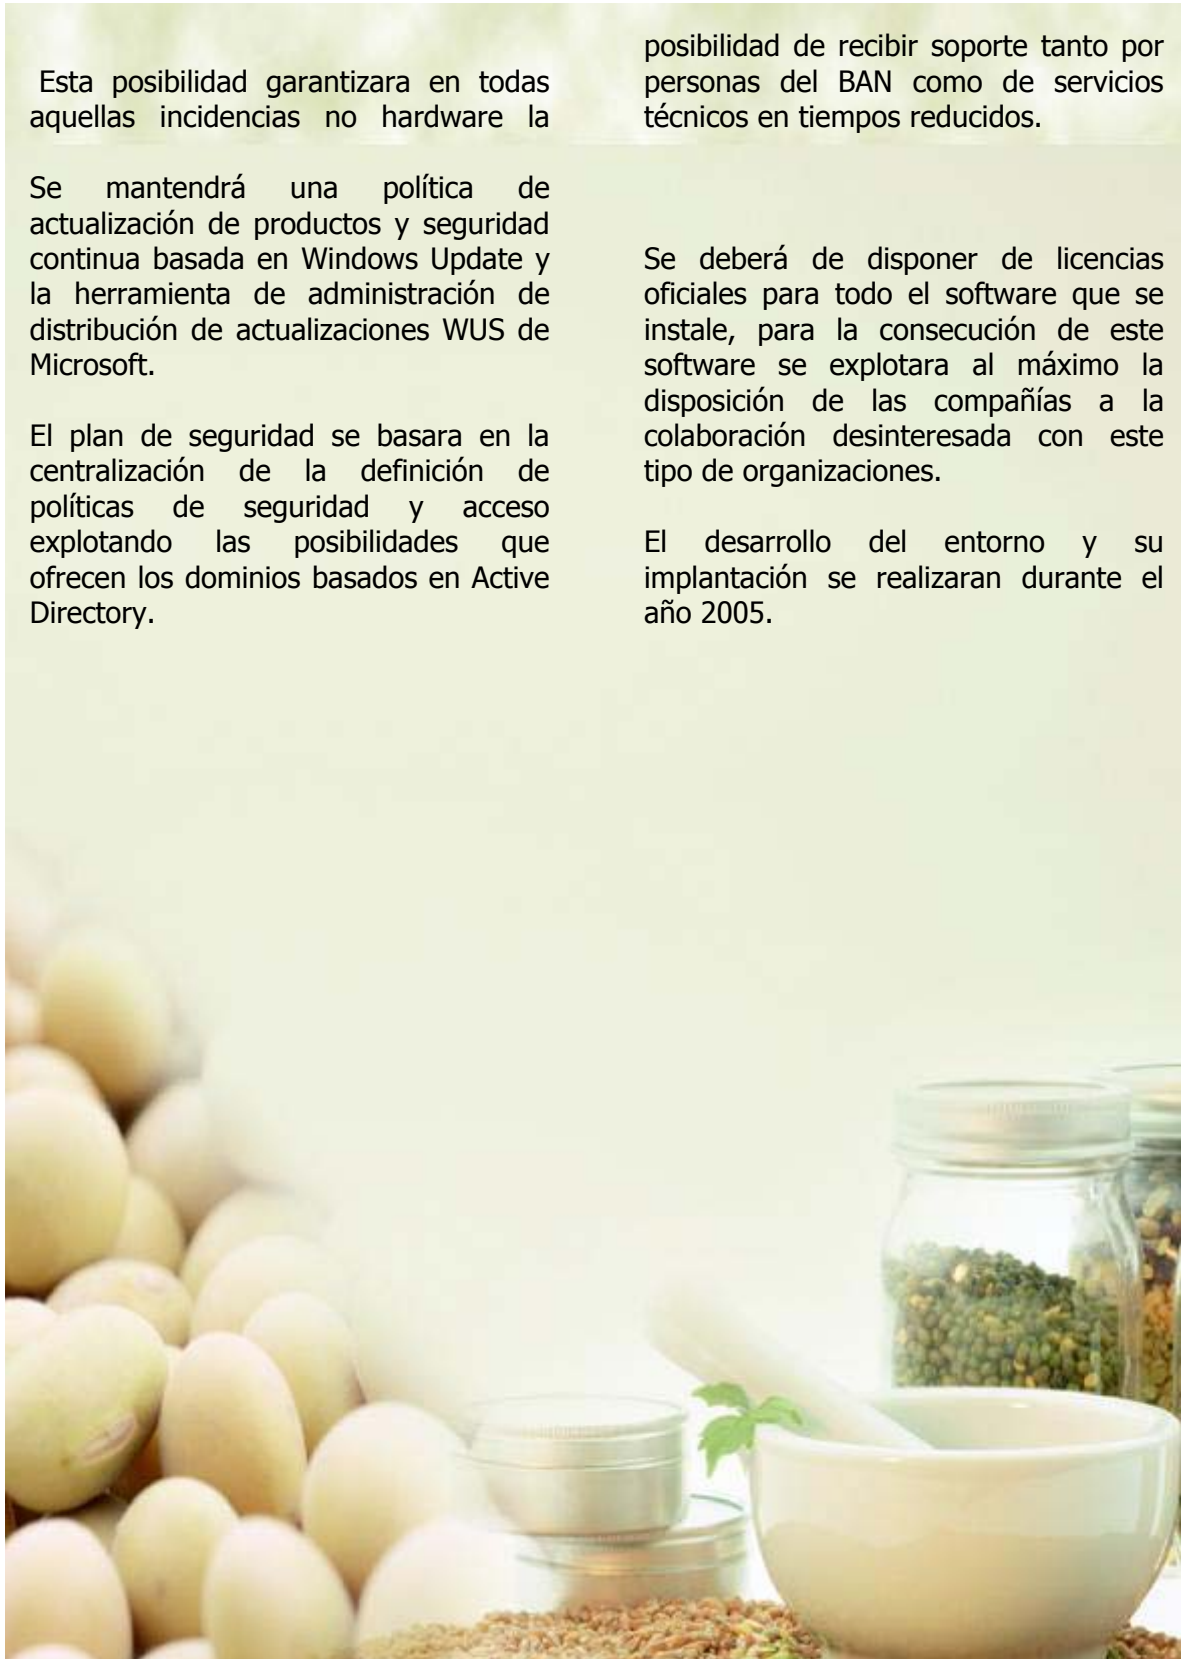 Esta posibilidad garantizara en todas
aquellas incidencias no hardware la
posibilidad de recibir soporte tanto por
personas del BAN como de servicios
técnicos en tiempos reducidos.
Se mantendrá una política de
actualización de productos y seguridad
continua basada en Windows Update y
la herramienta de administración de
distribución de actualizaciones WUS de
Microsoft.
El plan de seguridad se basara en la
centralización de la definición de
políticas de seguridad y acceso
explotando las posibilidades que
ofrecen los dominios basados en Active
Directory.
Se deberá de disponer de licencias
oficiales para todo el software que se
instale, para la consecución de este
software se explotara al máximo la
disposición de las compañías a la
colaboración desinteresada con este
tipo de organizaciones.
El desarrollo del entorno y su
implantación se realizaran durante el
año 2005.